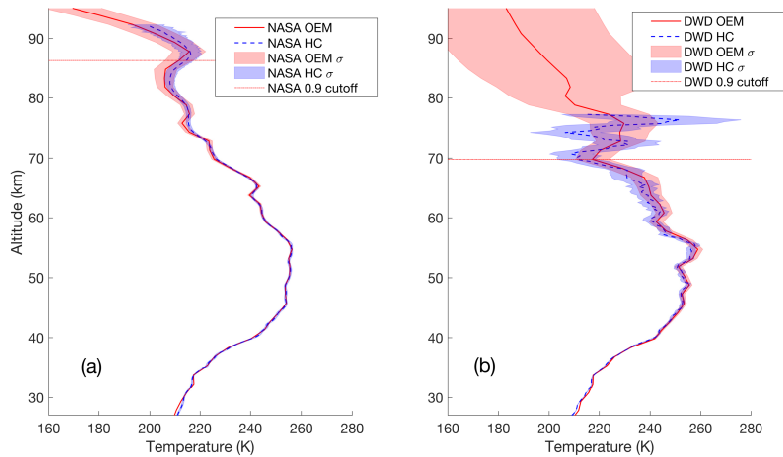 NASA OEM
NASA HC
NASA OEM σ
NASA HC σ
NASA 0.9 cutoff
90
80
70
60
50
40
30
Altitude (km)
(a)
160 180 200 220 240 260 280
Temperature (K)
DWD OEM
DWD HC
DWD OEM σ
DWD HC σ
DWD 0.9 cutoff
90
80
70
60
50
40
30
(b)
160 180 200 220 240 260 280
Temperature (K)